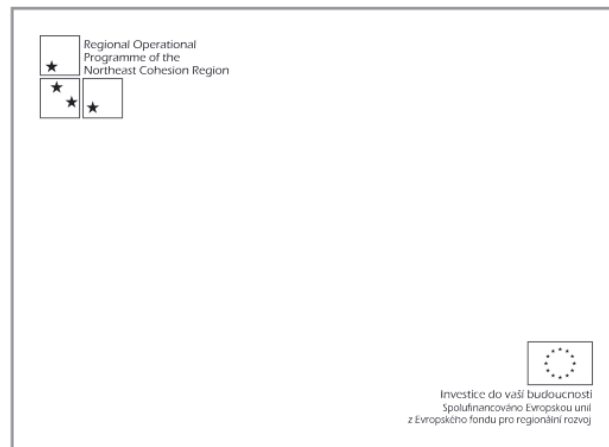 Regional Operational
Programme of the
Northeast Cohesion Region
Investice do vaší budoucnosti
Spolufinancováno Evropskou unií
z Evropského fondu pro regionální rozvoj